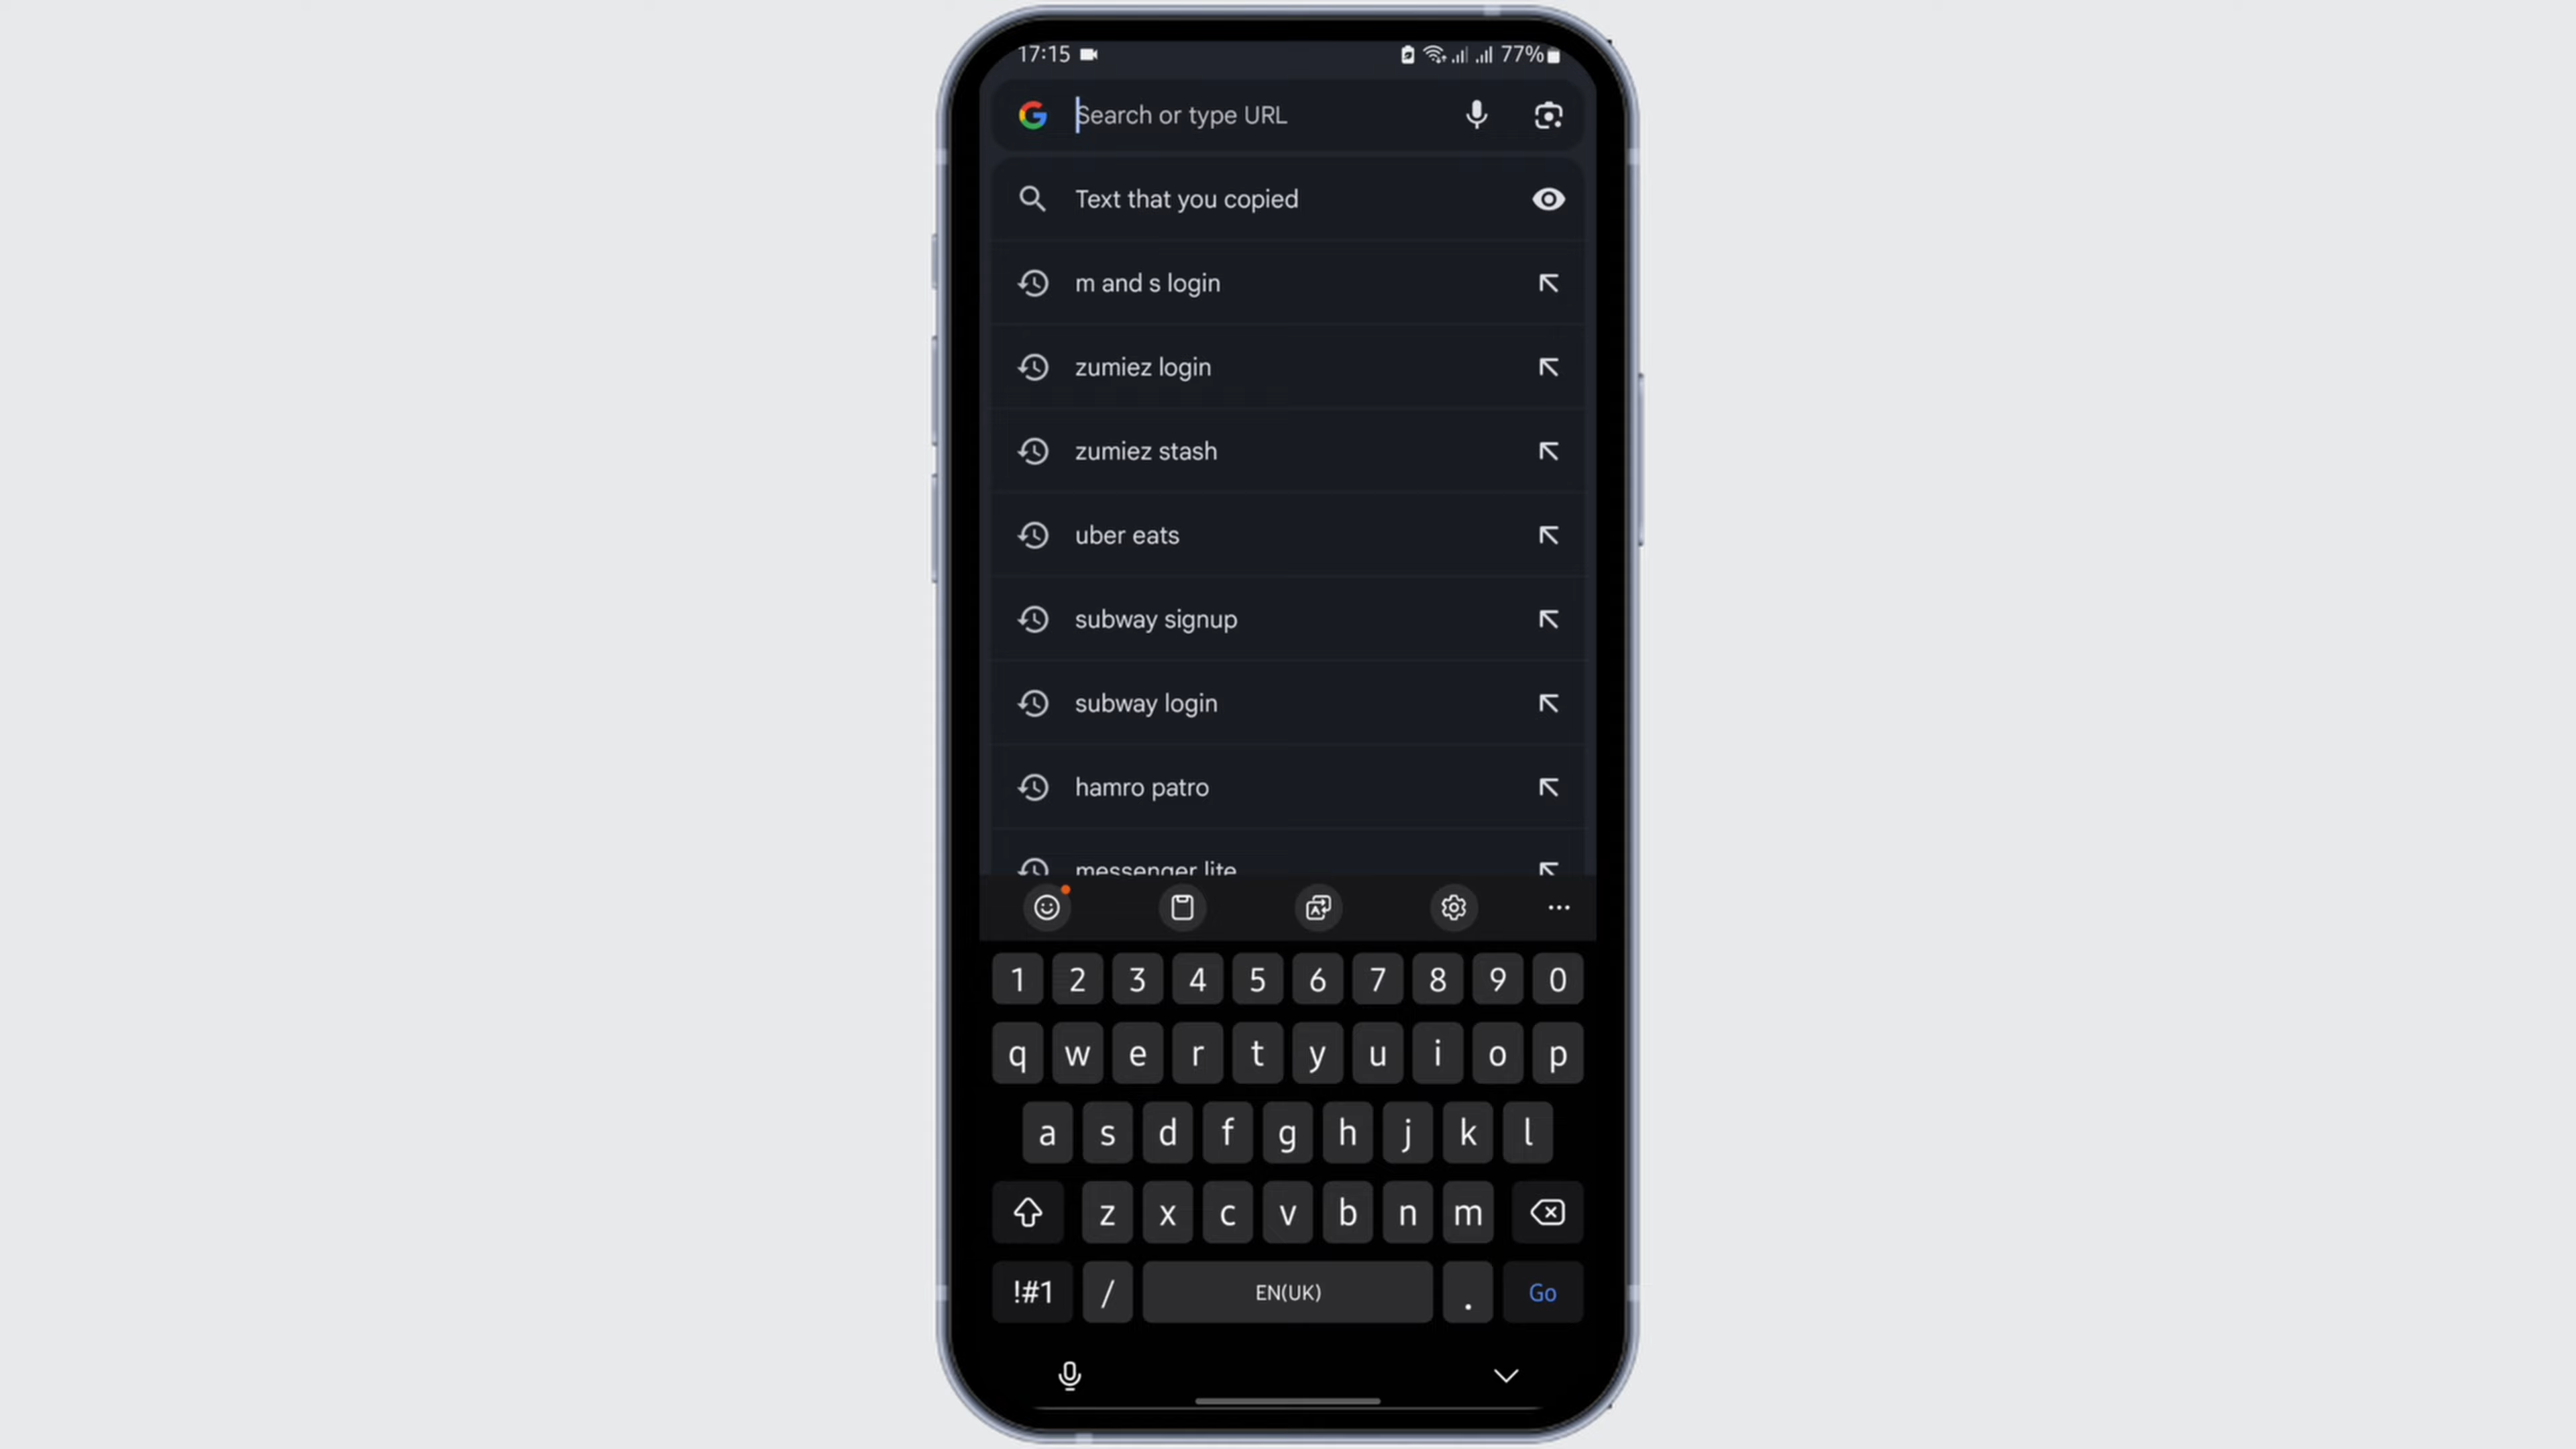 17:15 77%
Search or type URL
Text that you copied
m and s login
zumiez login
zumiez stash
uber eats
subway signup
subway login
hamro patro
messenger lite
1 2 3 4 5 6 7 8 9 0
q w e r t y u i o p
a s d f g h j k l
z x c v b n m
!#1 / EN(UK) . Go